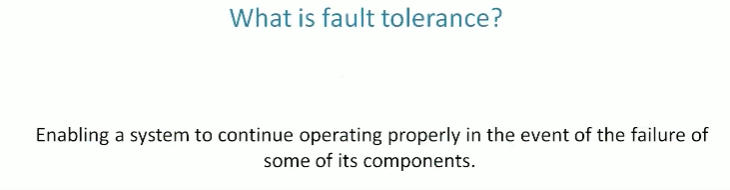 What is fault tolerance?
Enabling a system to continue operating properly in the event of the failure of
some of its components.